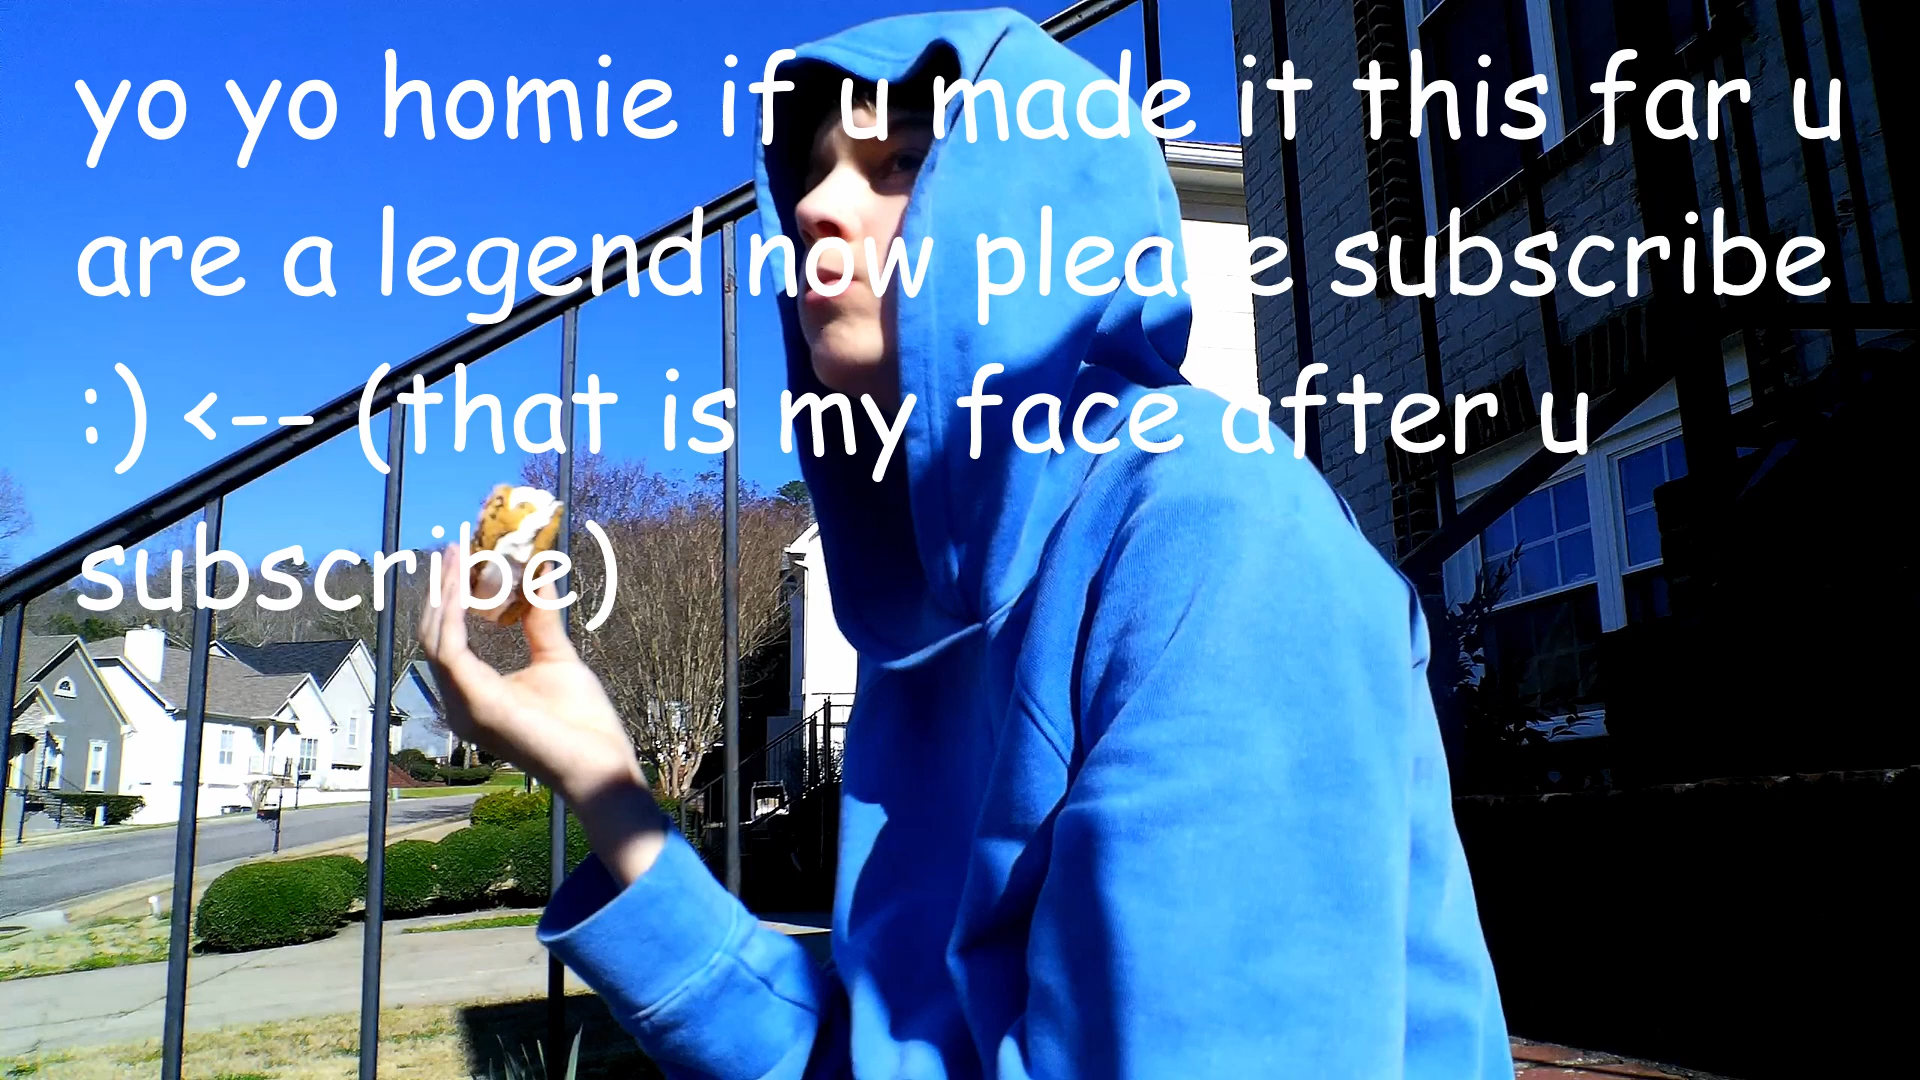 yo yo homie if u made it this far u
are a legend now please subscribe
:) <-- (that is my face after u
subscribe)